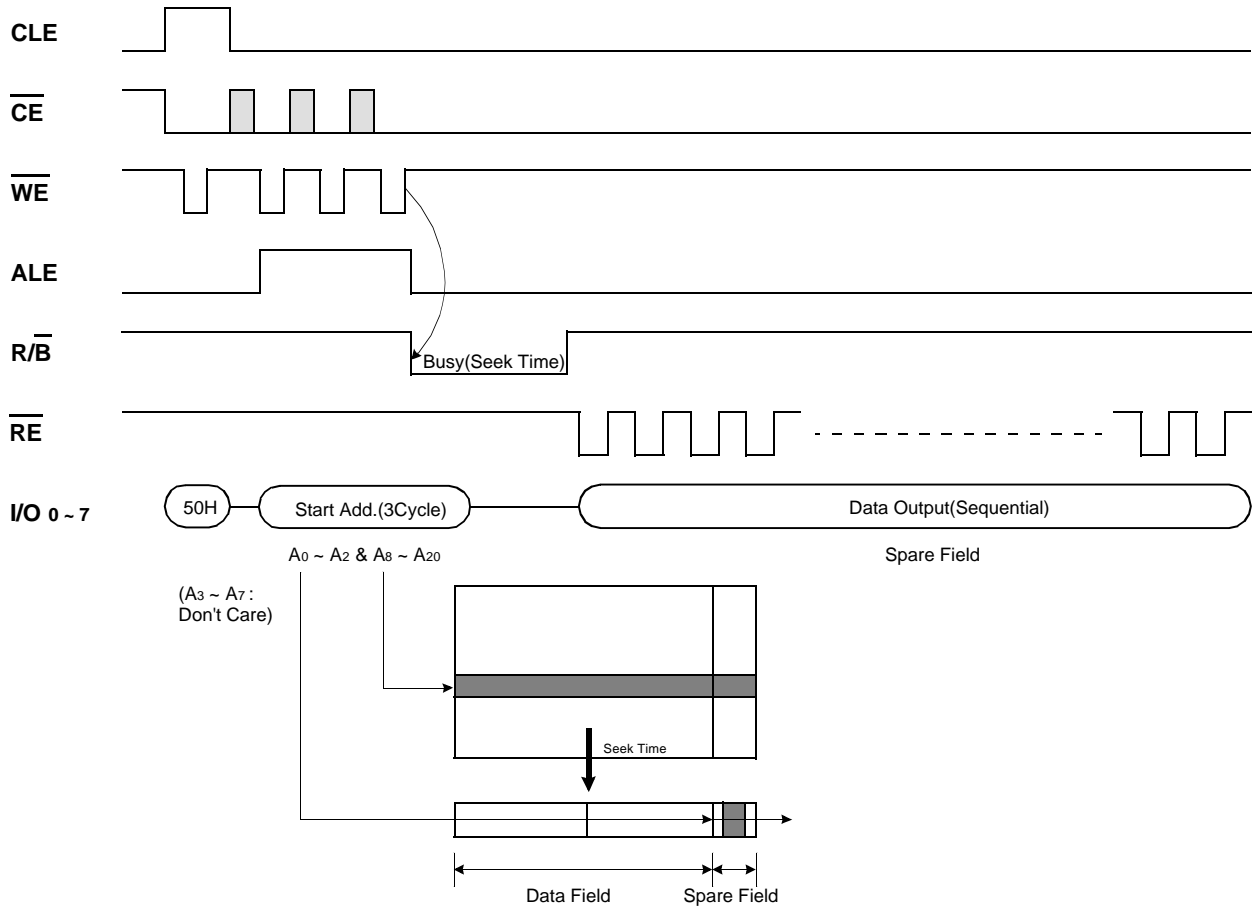 CLE
CE
WE
ALE
R/B
Busy(Seek Time)
RE
I/O 0 ~ 7
50H
Start Add.(3Cycle)
Data Output(Sequential)
A0 ~ A2 & A8 ~ A20
Spare Field
(A3 ~ A7 :
Don't Care)
Seek Time
Data Field
Spare Field